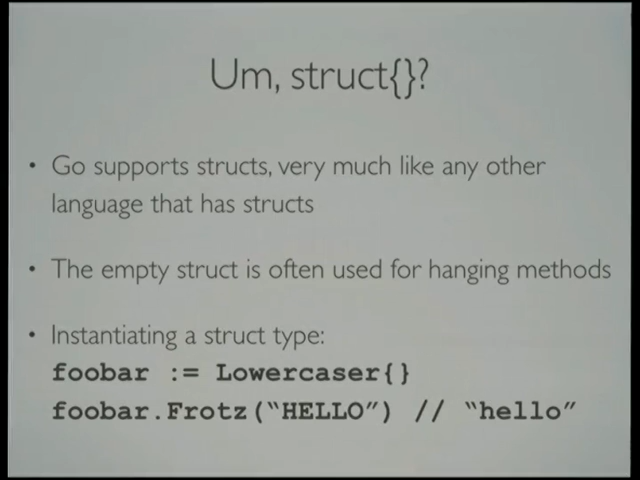 Um, struct{}?
• Go supports structs, very much like any other
language that has structs
• The empty struct is often used for hanging methods
• Instantiating a struct type:
foobar := Lowercaser{}
foobar.Frotz(“HELLO”) // “hello”